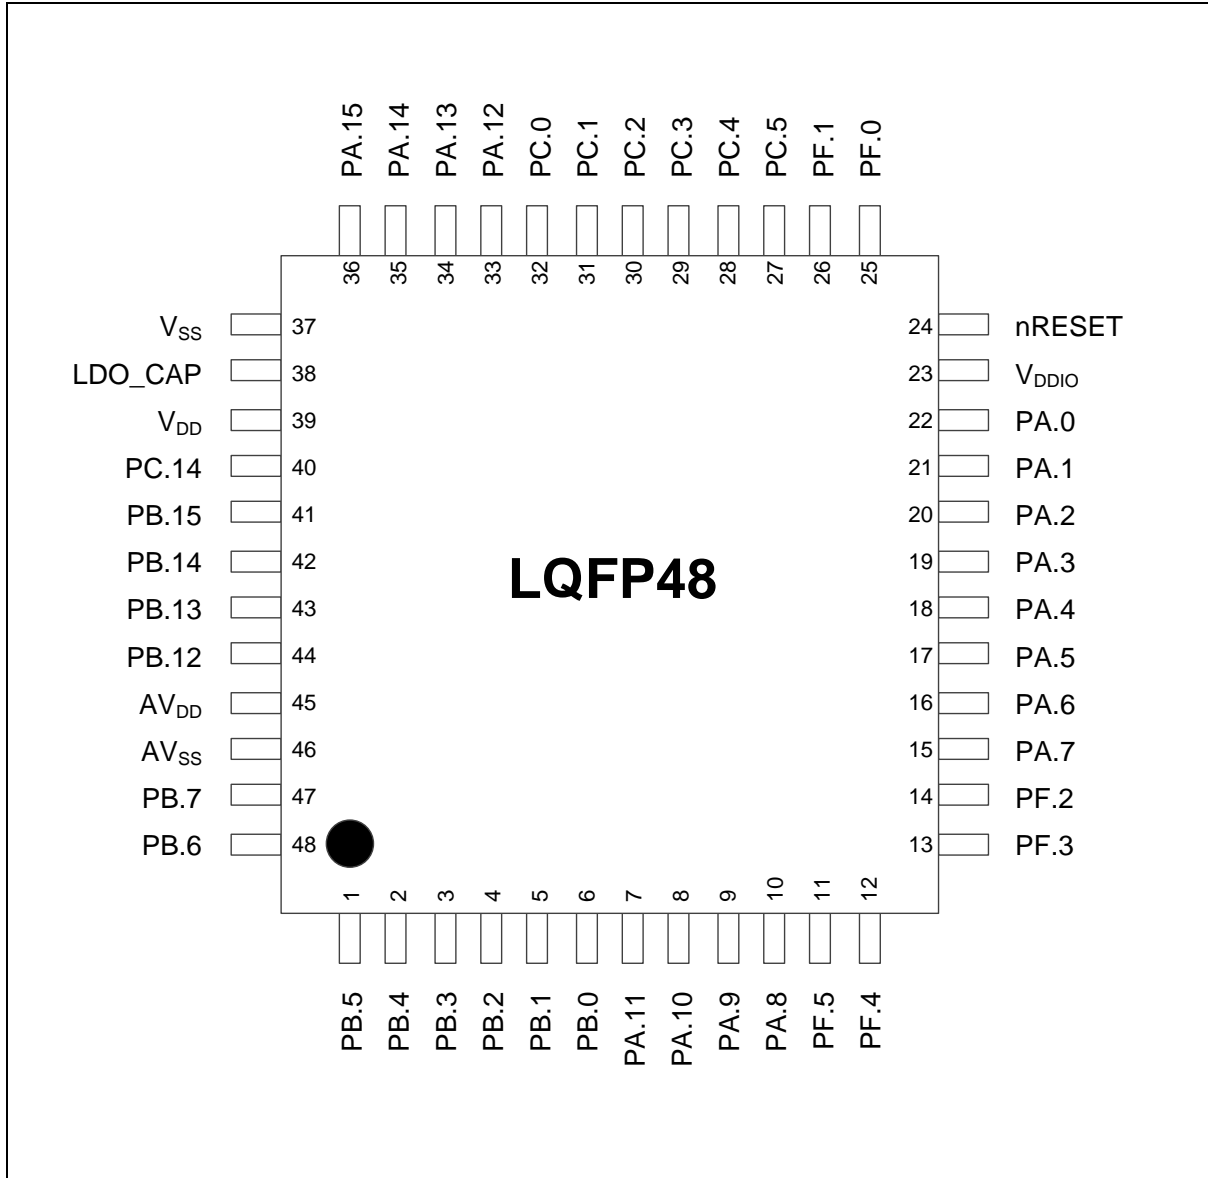 PA.15
PA.14
PA.13
PA.12
PC.0
PC.1
PC.2
PC.3
PC.4
PC.5
PF.1
PF.0
36
35
34
33
32
31
30
29
28
27
26
25
VSS 37
LDO_CAP 38
VDD 39
PC.14 40
PB.15 41
PB.14 42
PB.13 43
PB.12 44
AVDD 45
AVSS 46
PB.7 47
PB.6 48
LQFP48
24 nRESET
23 VDDIO
22 PA.0
21 PA.1
20 PA.2
19 PA.3
18 PA.4
17 PA.5
16 PA.6
15 PA.7
14 PF.2
13 PF.3
1
2
3
4
5
6
7
8
9
10
11
12
PB.5
PB.4
PB.3
PB.2
PB.1
PB.0
PA.11
PA.10
PA.9
PA.8
PF.5
PF.4